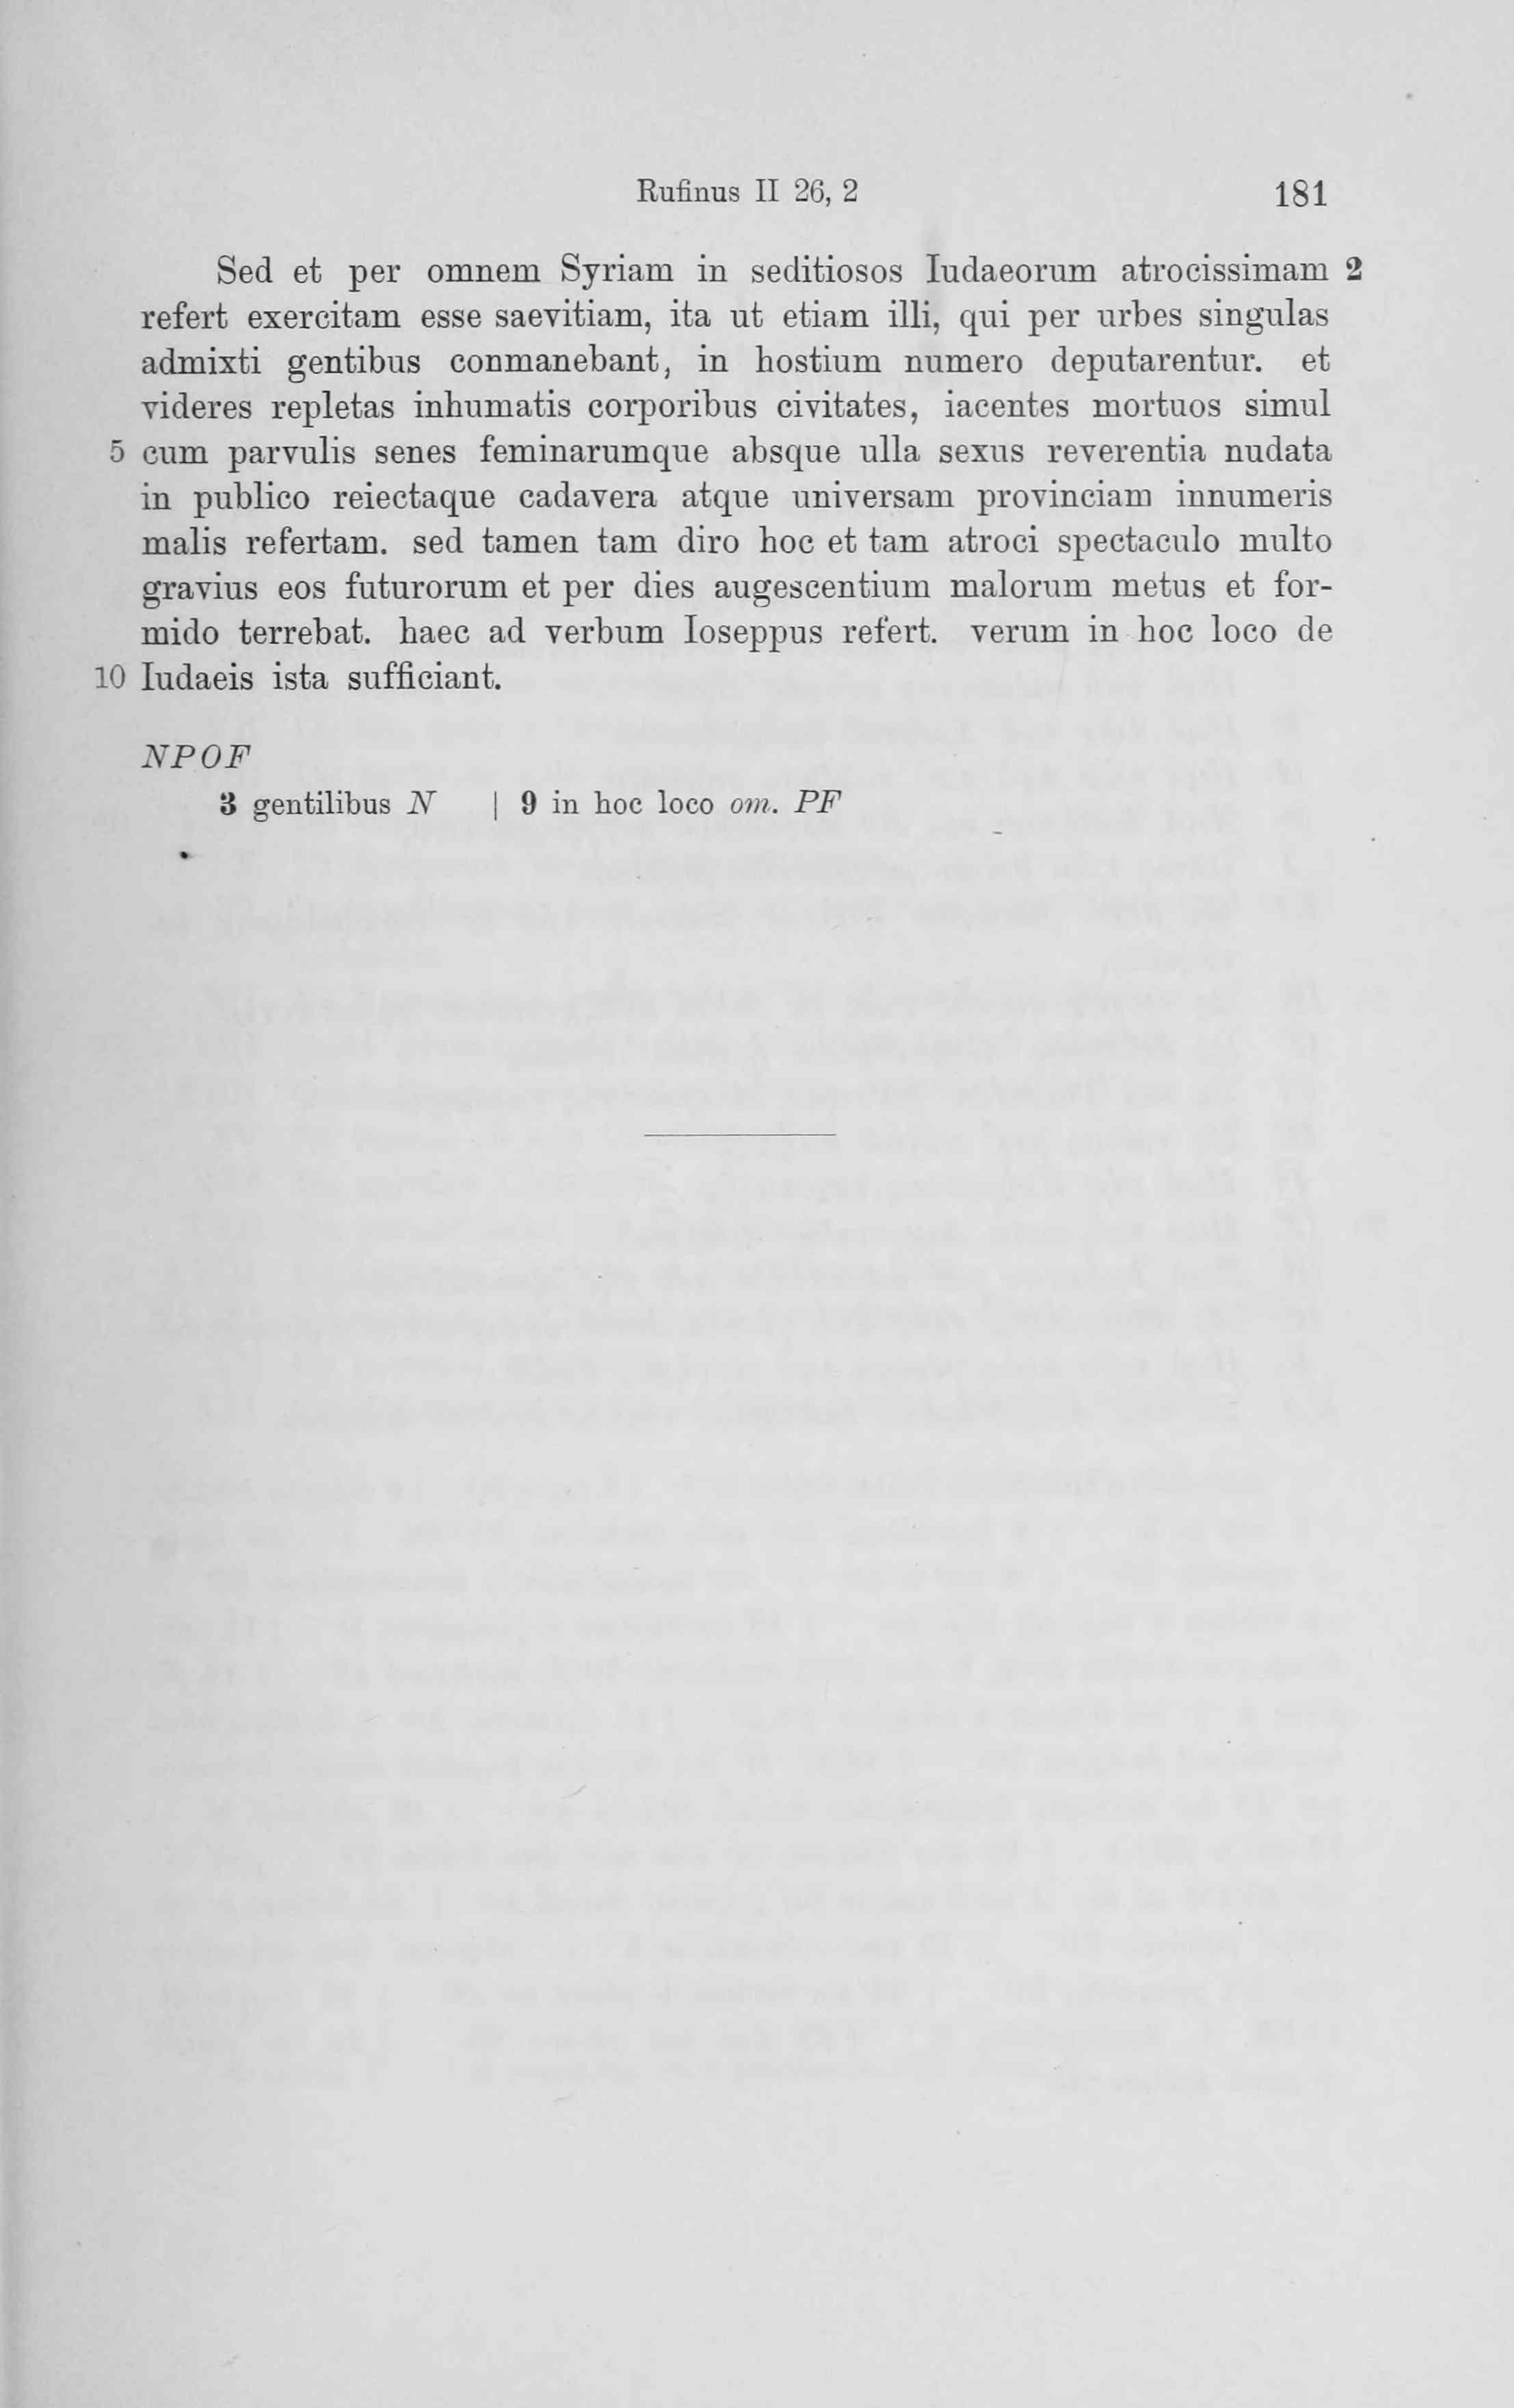 Rufinus II 26, 2 181
Sed et per omnem Syriam in seditiosos Iudaeorum atrocissimam 2
refert exercitam esse saevitiam, ita ut etiam illi, qui per urbes singulas
admixti gentibus conmanebant, in hostium numero deputarentur. et
videres repletas inhumatis corporibus civitates, iacentes mortuos simul
5 cum parvulis senes feminarumque absque ulla sexus reverentia nudata
in publico reiectaque cadavera atque universam provinciam innumeris
malis refertam. sed tamen tam diro hoc et tam atroci spectaculo multo
gravius eos futurorum et per dies augescentium malorum metus et for-
mido terrebat. haec ad verbum Ioseppus refert. verum in hoc loco de
10 Iudaeis ista sufficiant.
NPOF
3 gentilibus N | 9 in hoc loco om. PF